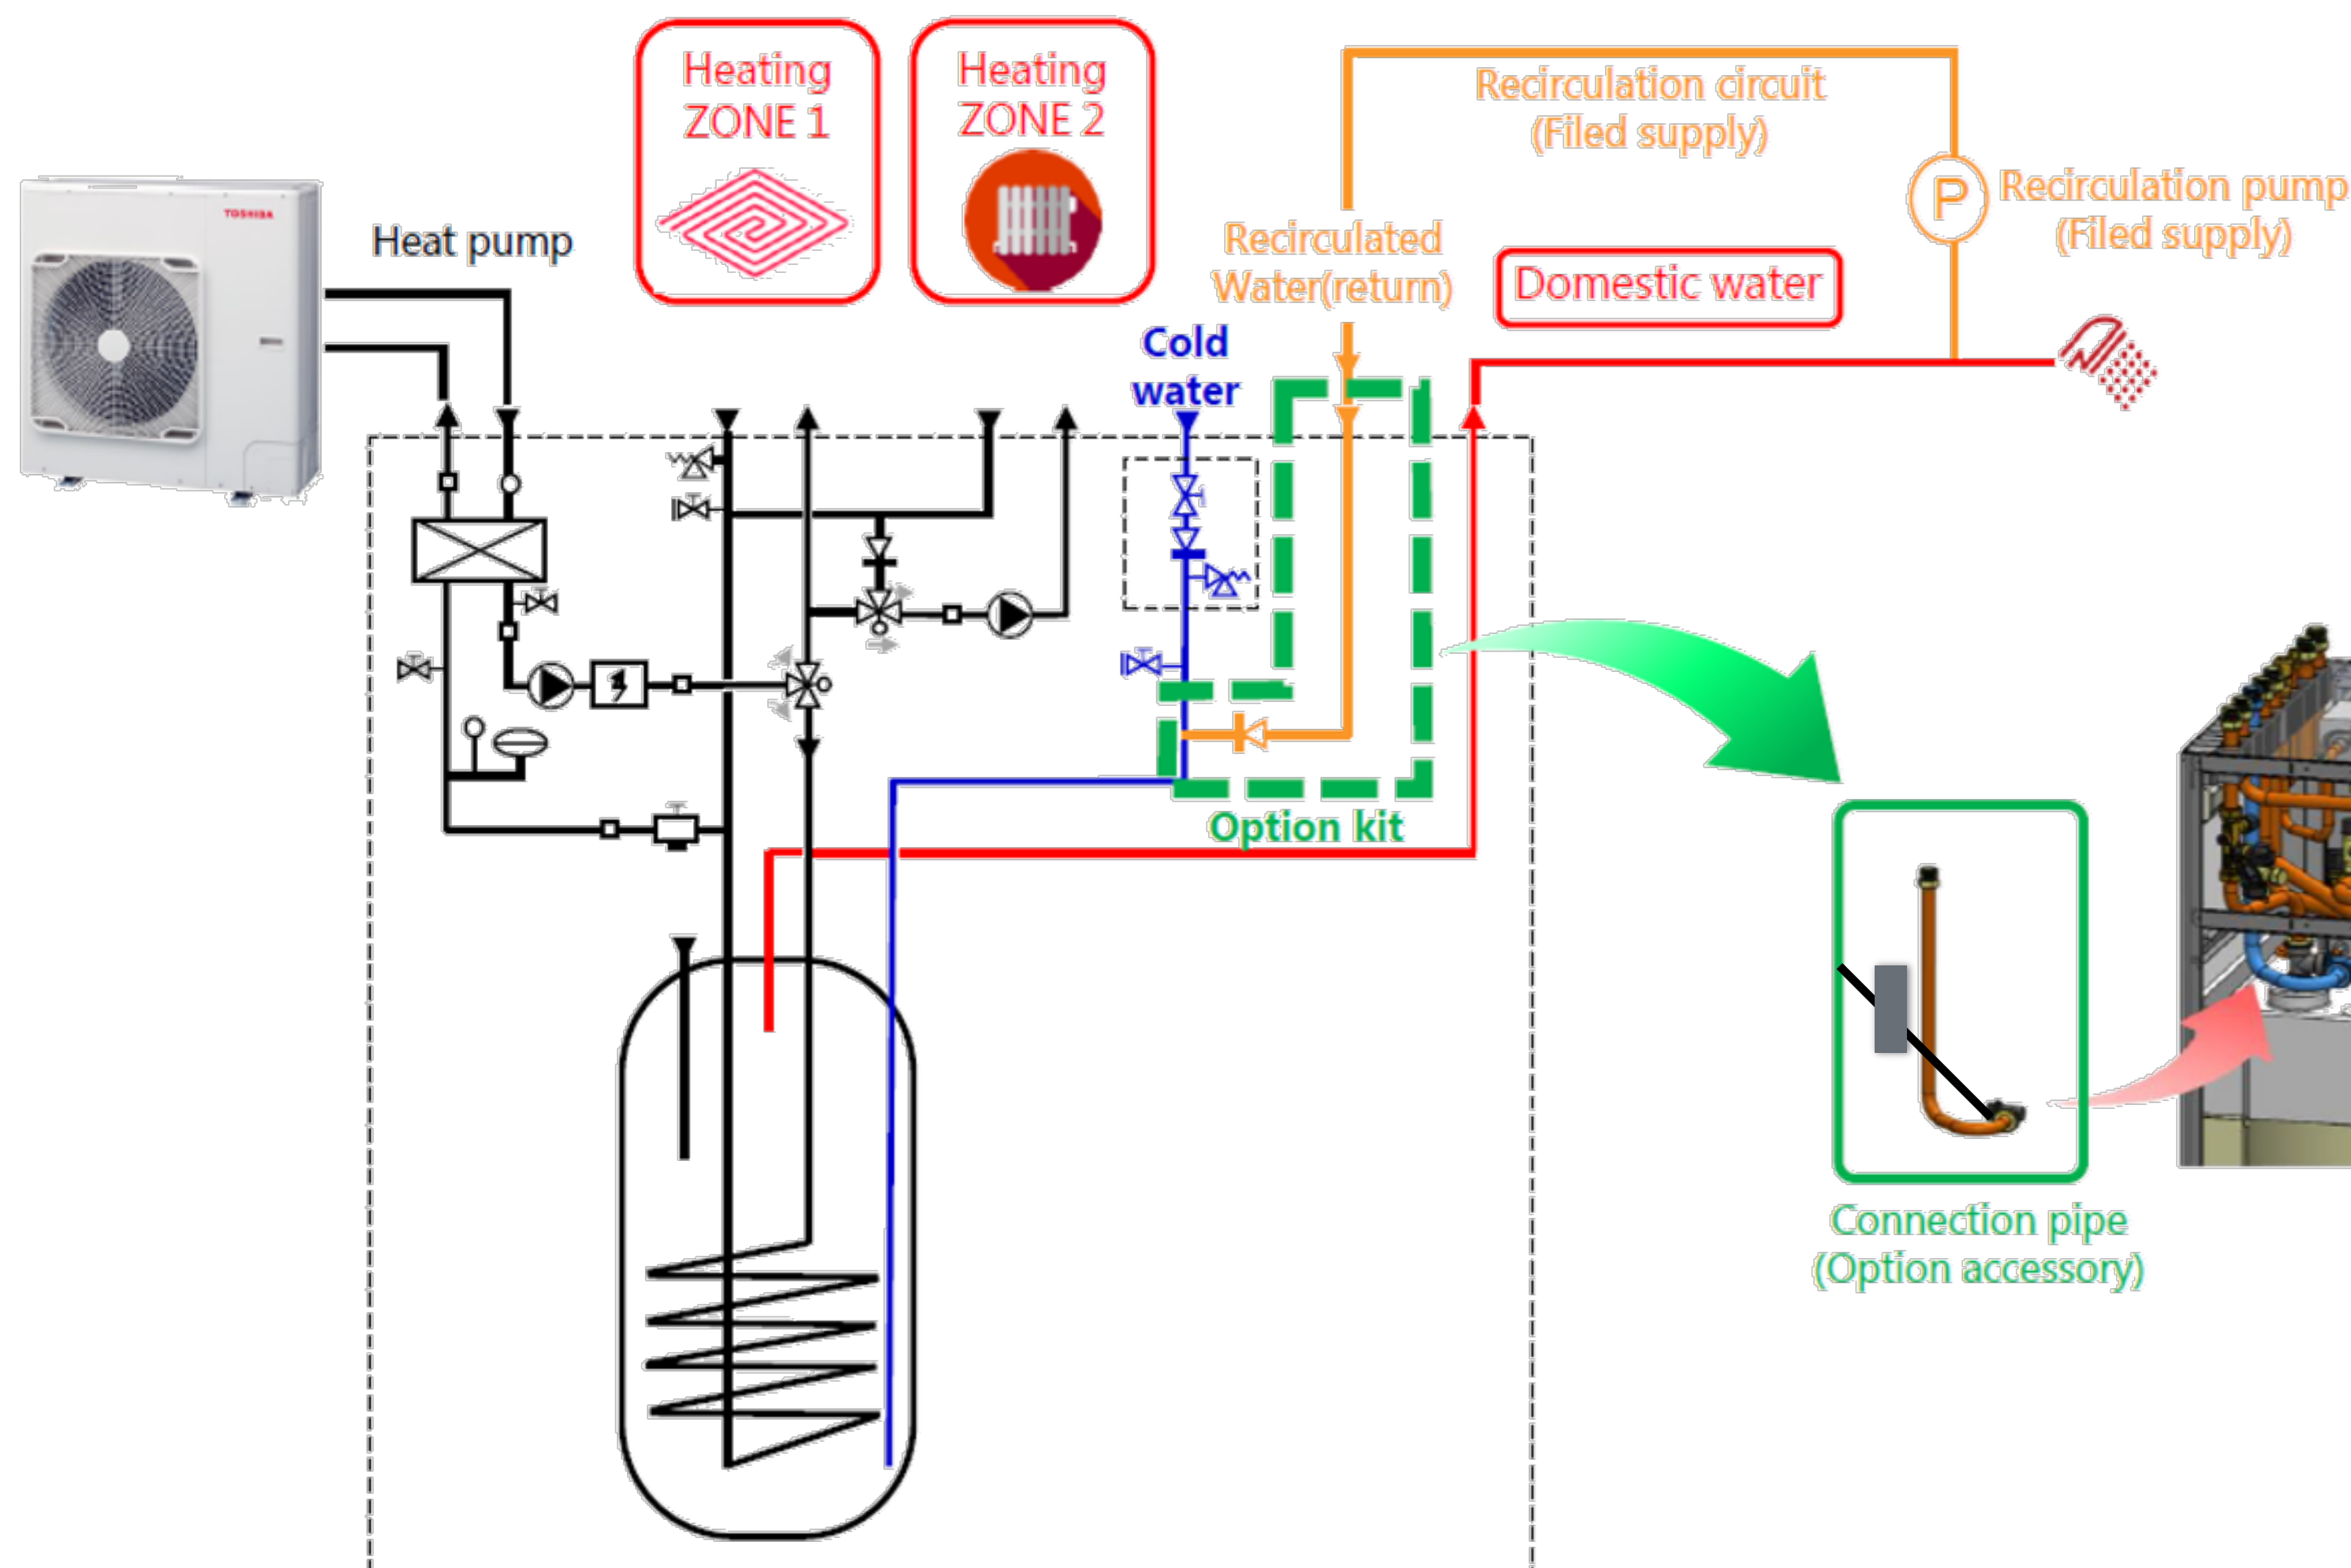 Heating
ZONE 1
Heating
ZONE 2
Recirculation circuit
(Filed supply)
P
Recirculation pump
(Filed supply)
TOSHIBA
Heat pump
Recirculated
Water(return)
Domestic water
Cold
water
Option kit
Connection pipe
(Option accessory)